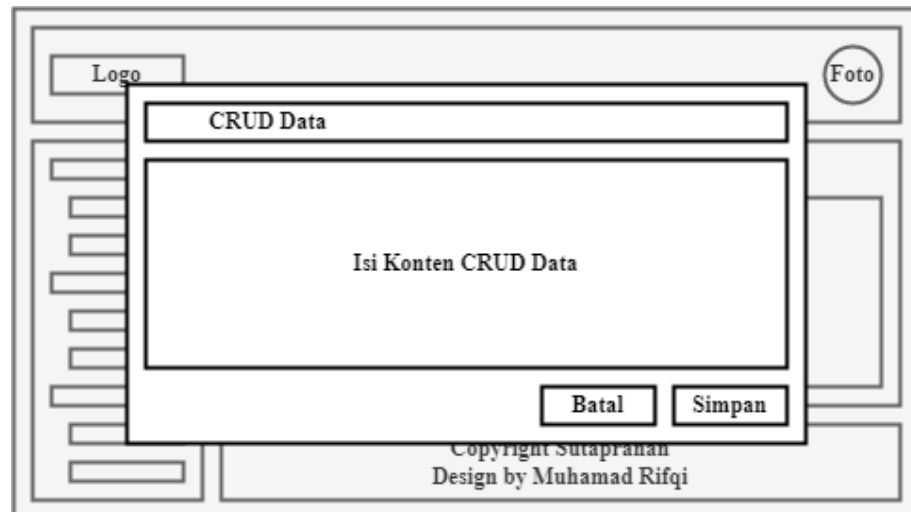 Logo
Foto
CRUD Data
Isi Konten CRUD Data
Batal
Simpan
Copyright Sutapranan
Design by Muhamad Rifqi